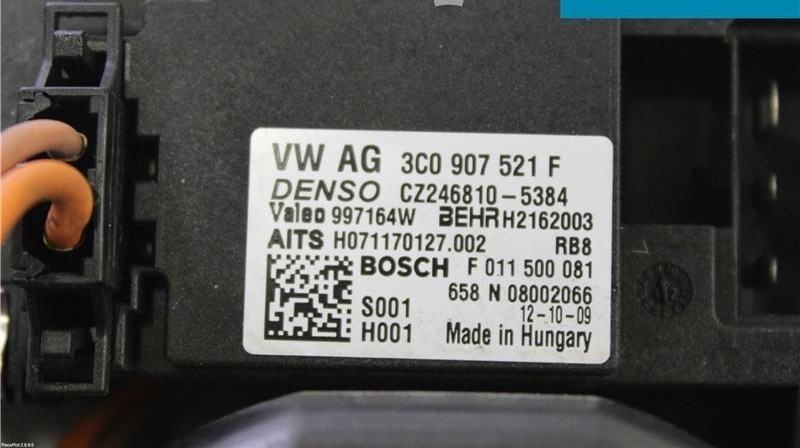 VW AG 3C0 907 521 F
DENSO CZ246810-5384
Valeo 997164W BEHR H2162003
AITS H071170127.002 RB8
BOSCH F 011 500 081
658 N 08002066
S001 12-10-09
H001 Made in Hungary